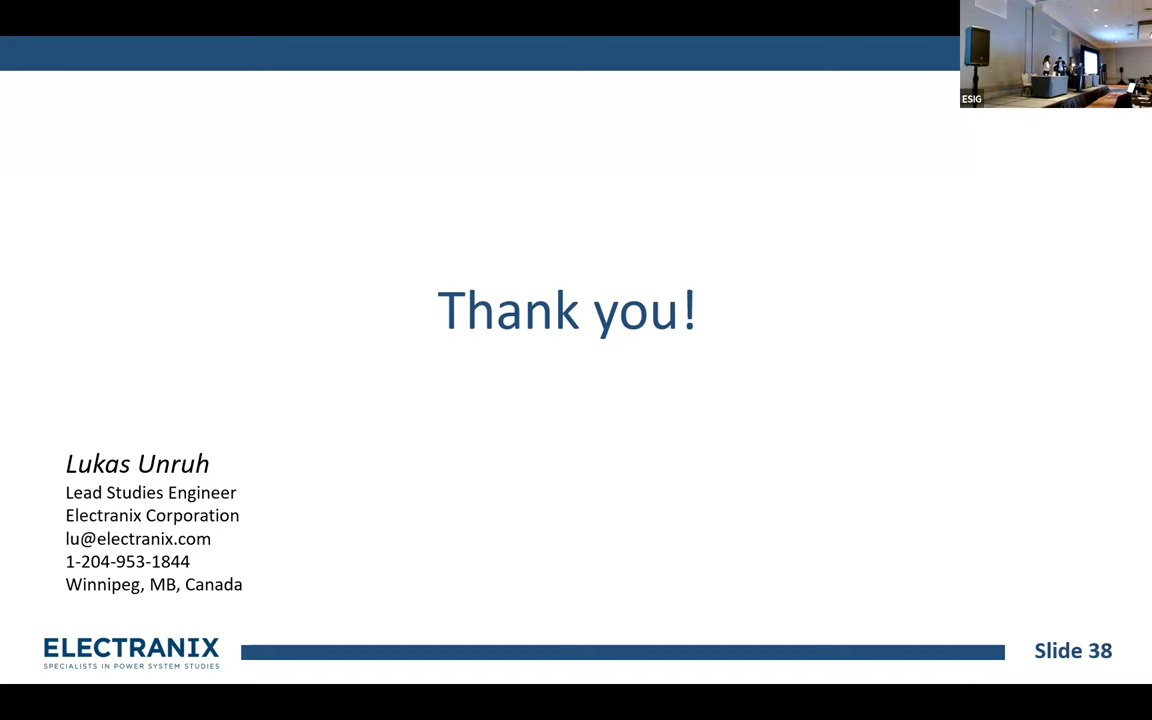 ESIG
Thank you!
Lukas Unruh
Lead Studies Engineer
Electranix Corporation
lu@electranix.com
1-204-953-1844
Winnipeg, MB, Canada
ELECTRANIX
SPECIALISTS IN POWER SYSTEM STUDIES
Slide 38